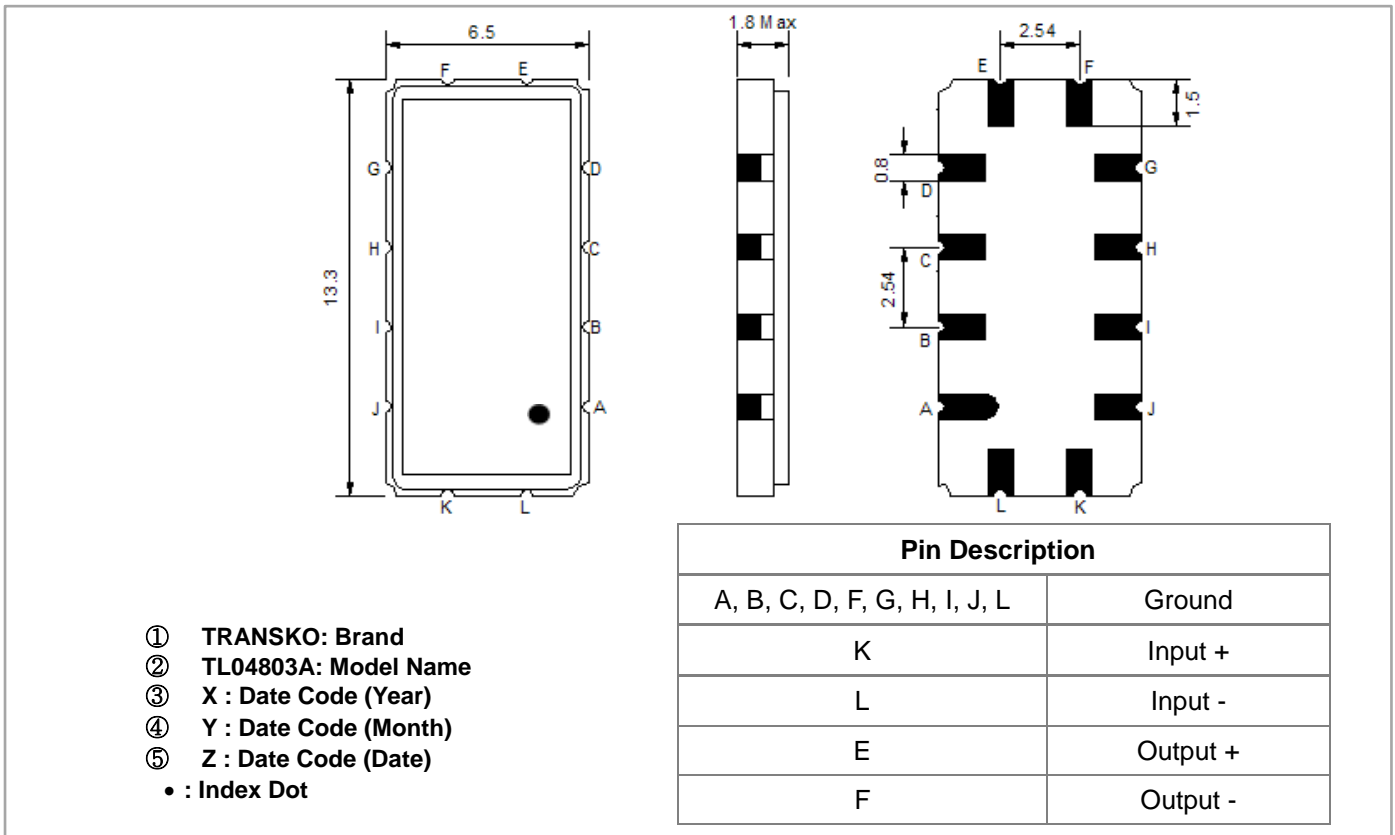 6.5
1.8 Max
2.54
F E
E F
1.5
13.3
G D
H C
I B
J A
K L
0.8
D G
C H
2.54
B I
A J
L K
Pin Description
A, B, C, D, F, G, H, I, J, L Ground
K Input +
L Input -
E Output +
F Output -
① TRANSKO: Brand
② TL04803A: Model Name
③ X : Date Code (Year)
④ Y : Date Code (Month)
⑤ Z : Date Code (Date)
• : Index Dot